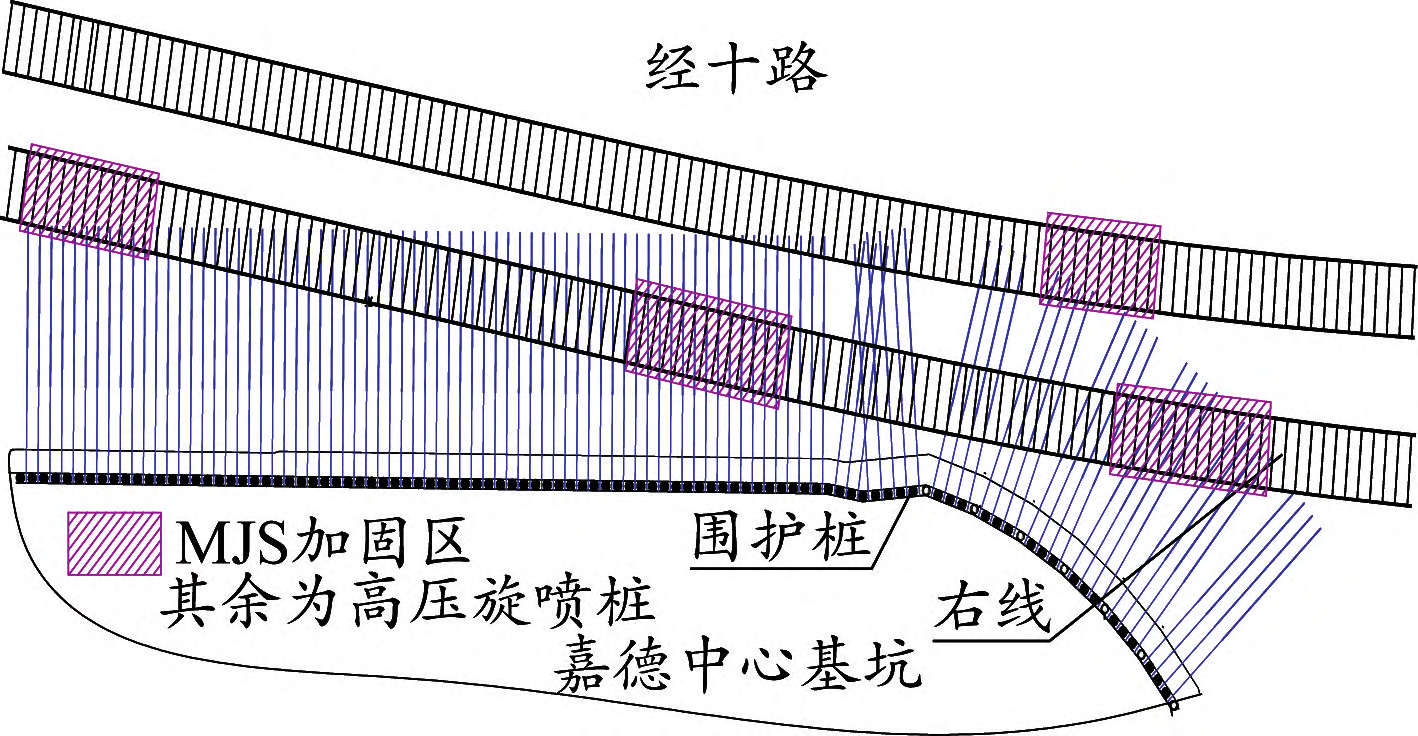 经十路
围护桩
MJS加固区
其余为高压旋喷桩
右线
嘉德中心基坑